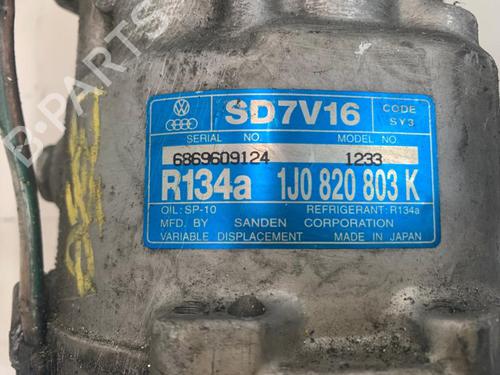 SD7V16
CODE
SY3
SERIAL NO.
MODEL NO.
6869609124
1233
R134a 1J0 820 803 K
OIL: SP-10
REFRIGERANT: R134a
MFD. BY SANDEN CORPORATION
VARIABLE DISPLACEMENT
MADE IN JAPAN
B-PARTS